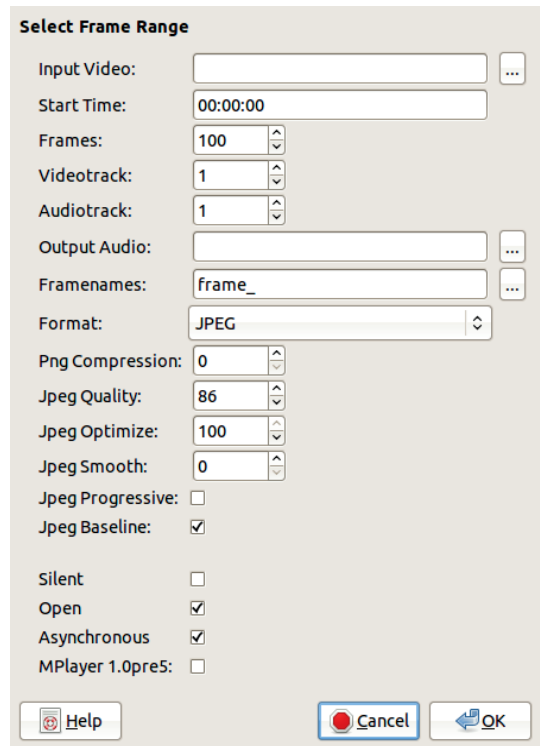 Select Frame Range
Input Video: ...
Start Time: 00:00:00
Frames: 100
Videotrack: 1
Audiotrack: 1
Output Audio: ...
Framenames: frame_ ...
Format: JPEG
Png Compression: 0
Jpeg Quality: 86
Jpeg Optimize: 100
Jpeg Smooth: 0
Jpeg Progressive:
Jpeg Baseline:
Silent
Open
Asynchronous
MPlayer 1.0pre5:
Help Cancel OK